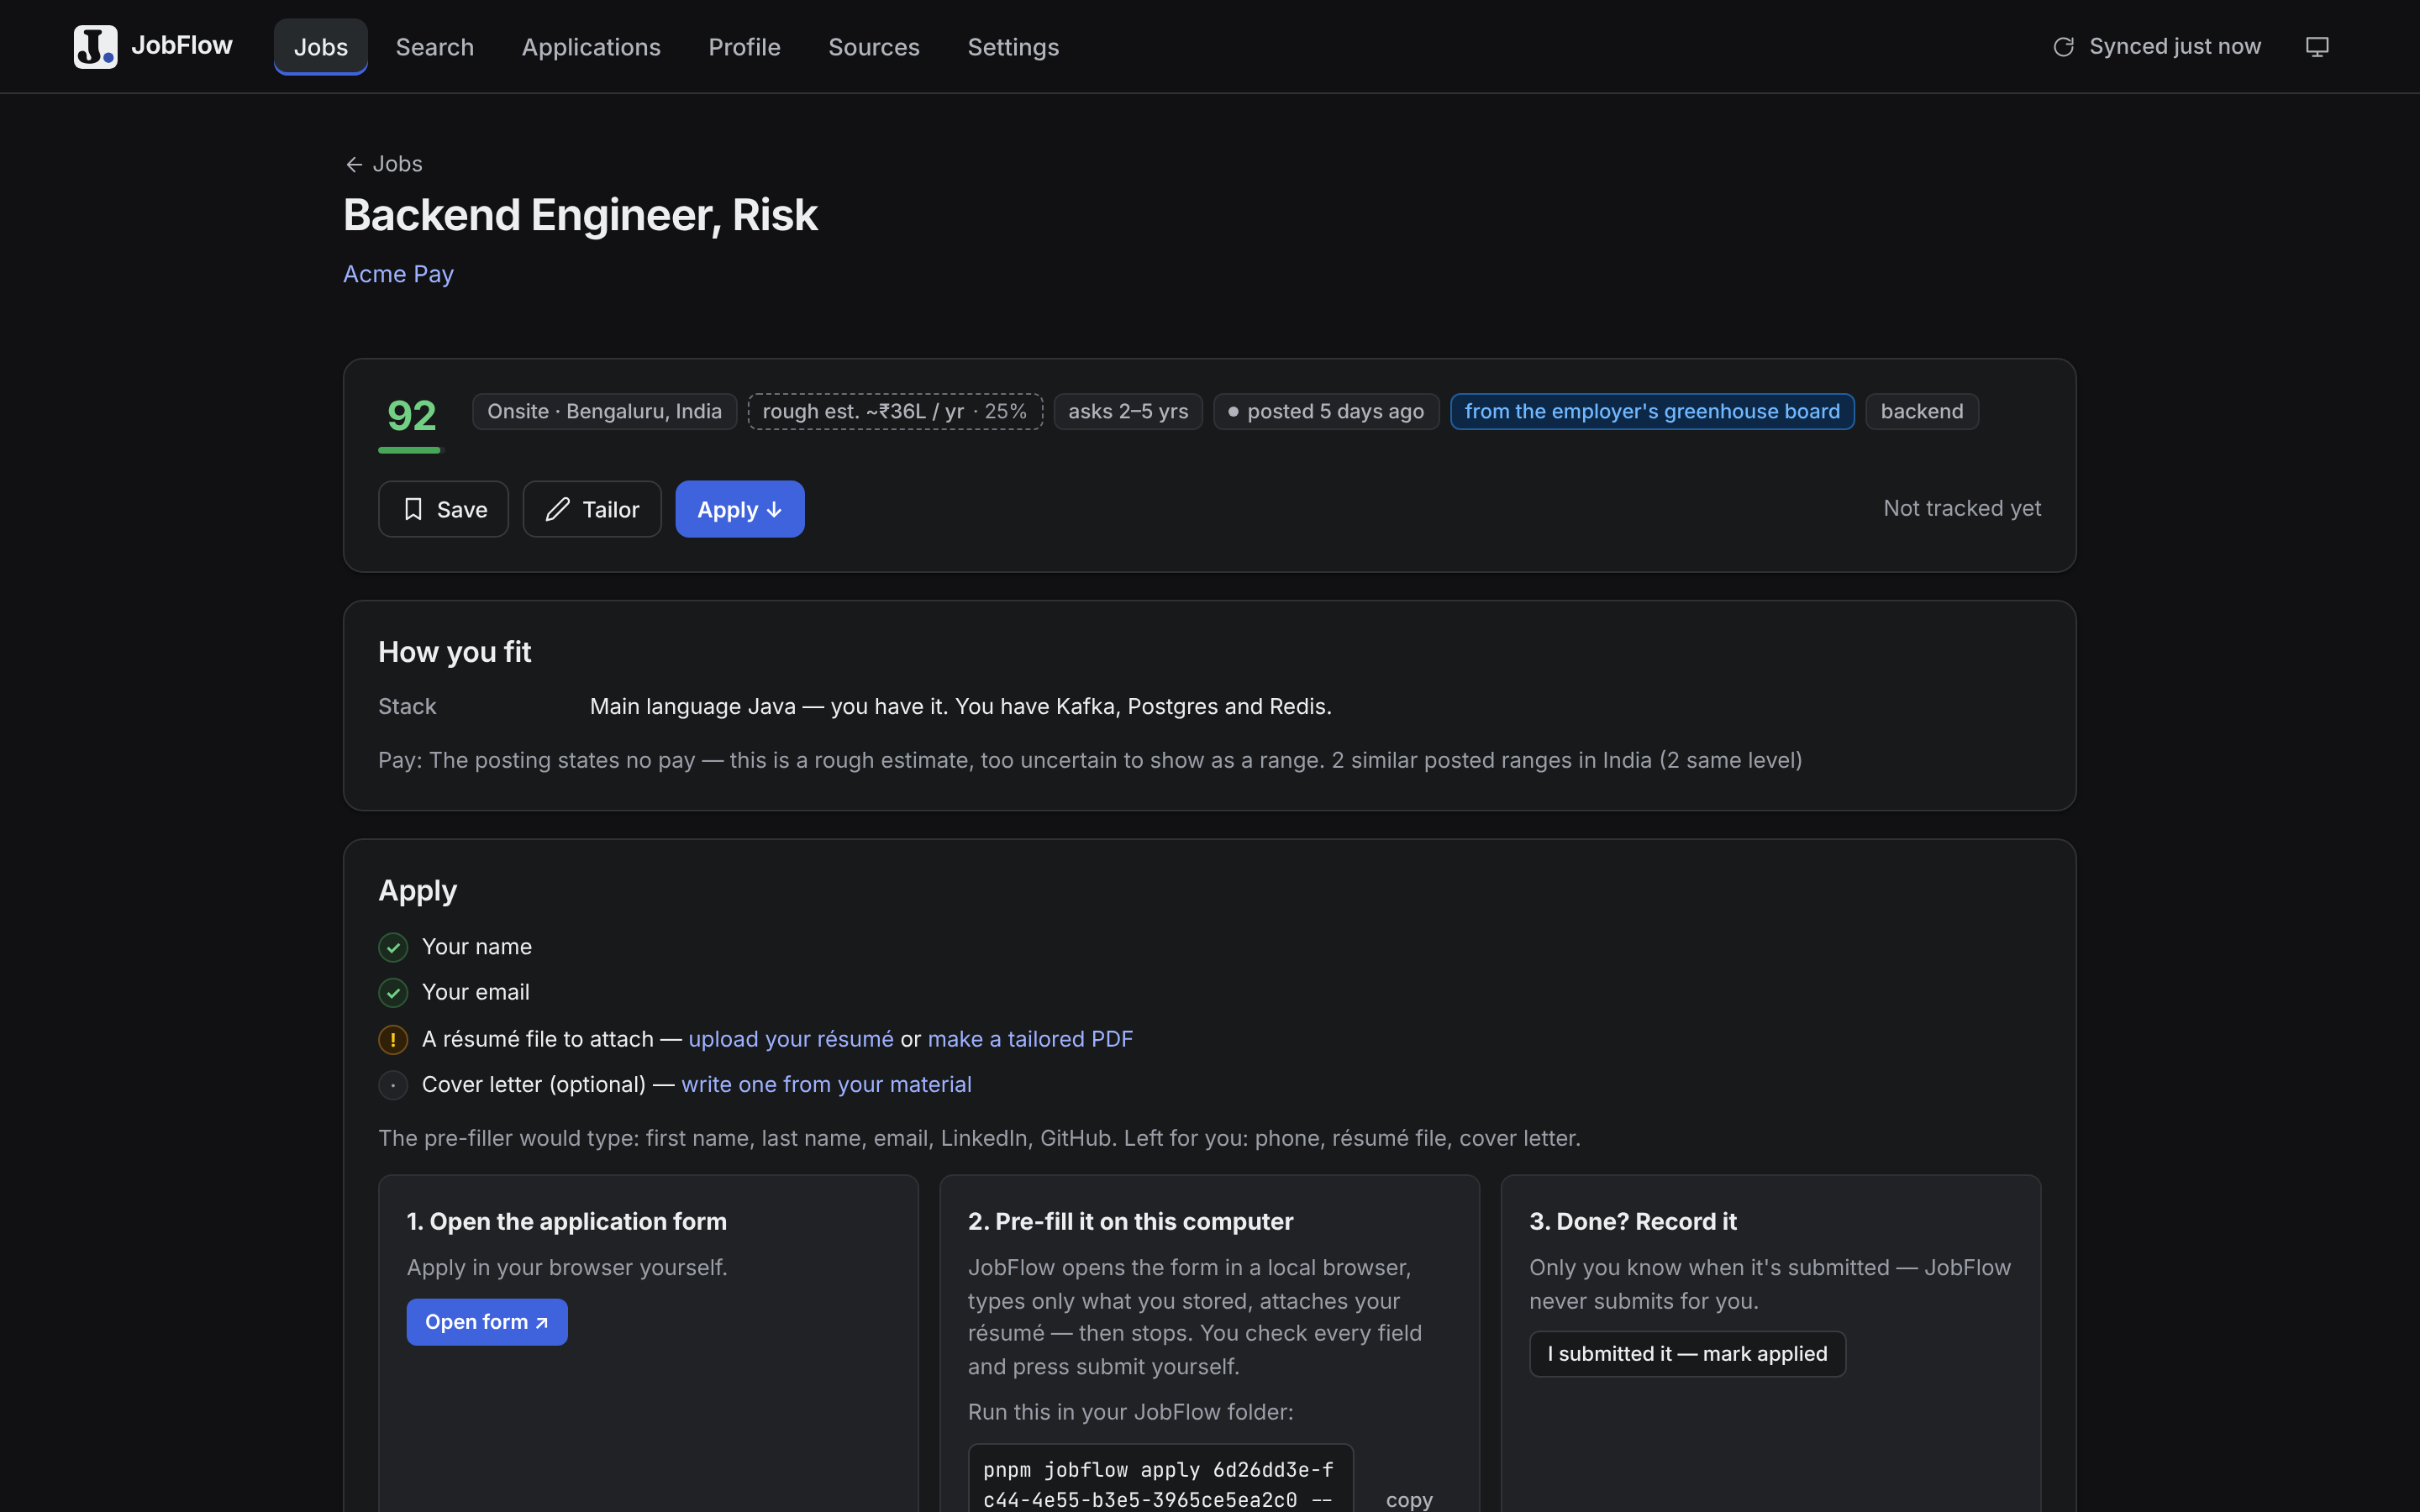 JobFlow
Jobs
Search
Applications
Profile
Sources
Settings
Synced just now
← Jobs
Backend Engineer, Risk
Acme Pay
92
Onsite · Bengaluru, India
rough est. ~₹36L / yr · 25%
asks 2–5 yrs
posted 5 days ago
from the employer's greenhouse board
backend
Save
Tailor
Apply ↓
Not tracked yet
How you fit
Stack
Main language Java — you have it. You have Kafka, Postgres and Redis.
Pay: The posting states no pay — this is a rough estimate, too uncertain to show as a range. 2 similar posted ranges in India (2 same level)
Apply
Your name
Your email
A résumé file to attach — upload your résumé or make a tailored PDF
Cover letter (optional) — write one from your material
The pre-filler would type: first name, last name, email, LinkedIn, GitHub. Left for you: phone, résumé file, cover letter.
1. Open the application form
Apply in your browser yourself.
Open form ↗
2. Pre-fill it on this computer
JobFlow opens the form in a local browser,
types only what you stored, attaches your
résumé — then stops. You check every field
and press submit yourself.
Run this in your JobFlow folder:
pnpm jobflow apply 6d26dd3e-f
c44-4e55-b3e5-3965ce5ea2c0 --
copy
3. Done? Record it
Only you know when it's submitted — JobFlow
never submits for you.
I submitted it — mark applied